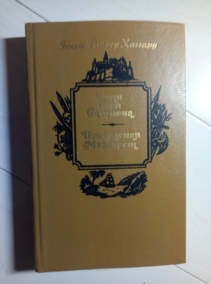 Генри Райдер Хаггард
Копи
царя
Соломона
Прекрасная
Маргарет